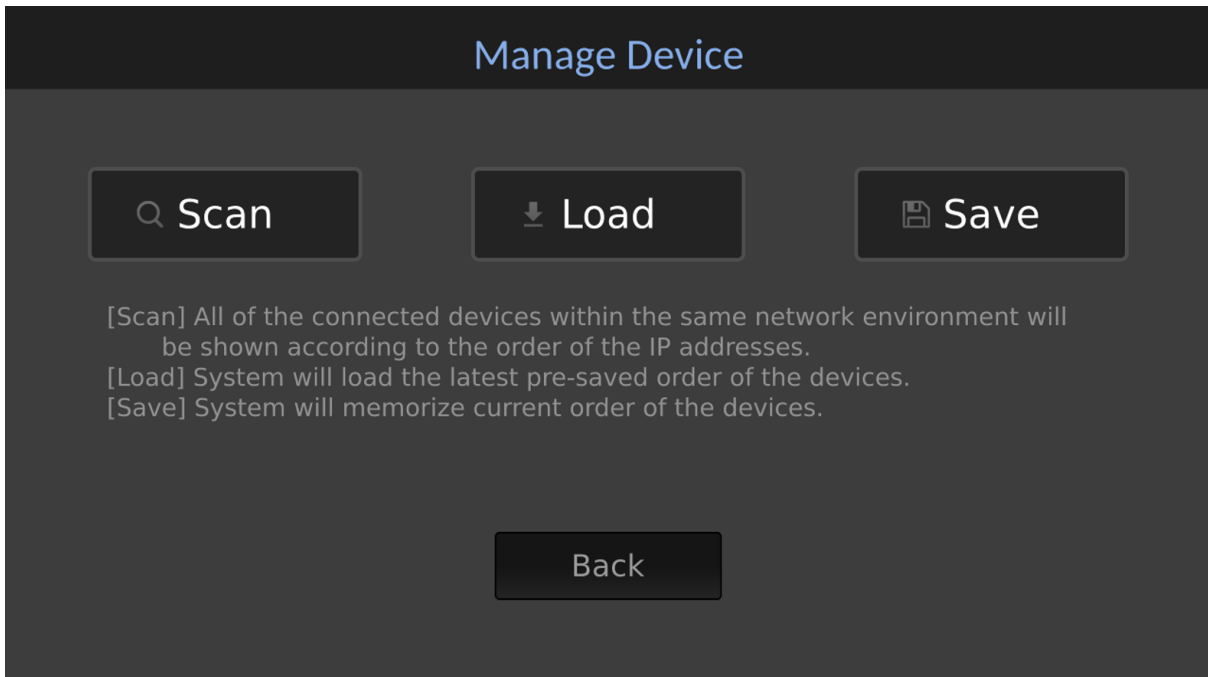 Manage Device
Scan
Load
Save
[Scan] All of the connected devices within the same network environment will
be shown according to the order of the IP addresses.
[Load] System will load the latest pre-saved order of the devices.
[Save] System will memorize current order of the devices.
Back